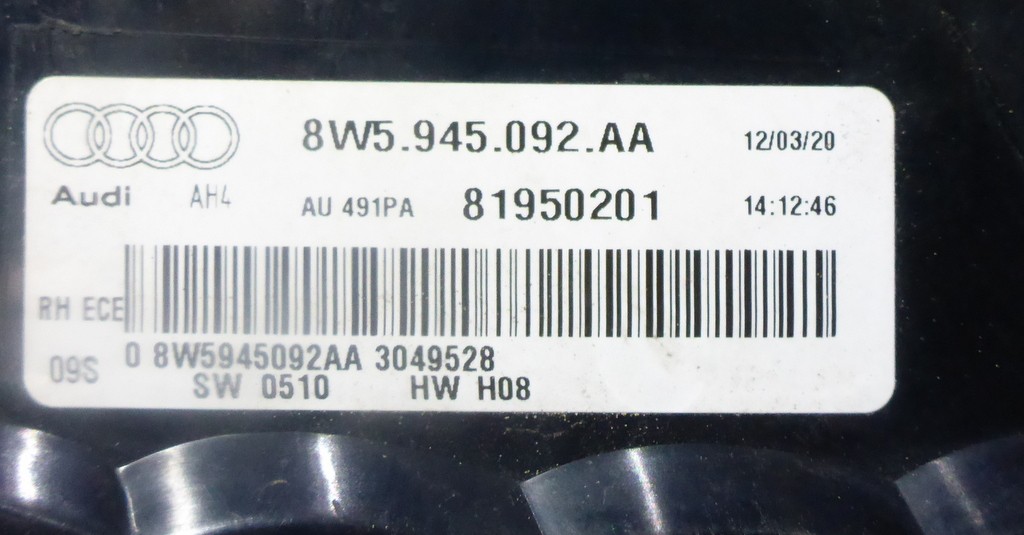 8W5.945.092.AA 12/03/20
Audi AH4 AU 491PA 81950201 14:12:46
RH ECE
0 8W5945092AA 3049528
09S
SW 0510 HW H08